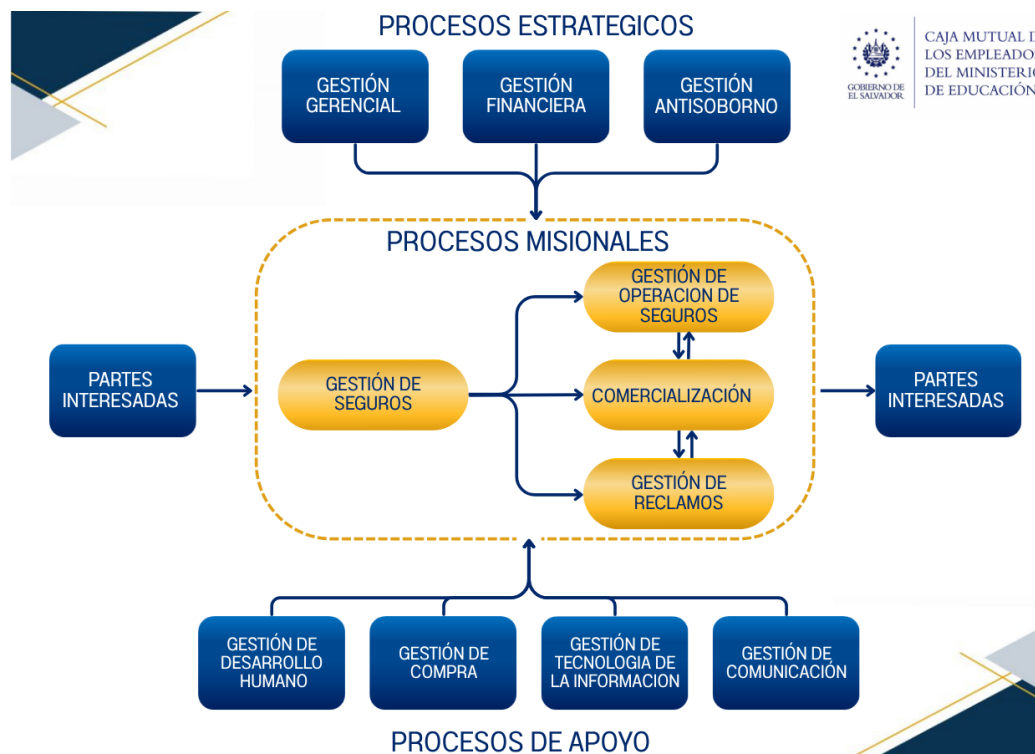 PROCESOS ESTRATEGICOS
GESTIÓN
GERENCIAL
GESTIÓN
FINANCIERA
GESTIÓN
ANTISOBORNO
GOBIERNO DE
EL SALVADOR
CAJA MUTUAL D
LOS EMPLEADO
DEL MINISTERI
DE EDUCACIÓN
PROCESOS MISIONALES
GESTIÓN DE
OPERACION DE
SEGUROS
PARTES
INTERESADAS
GESTIÓN DE
SEGUROS
COMERCIALIZACIÓN
PARTES
INTERESADAS
GESTIÓN DE
RECLAMOS
GESTIÓN DE
DESARROLLO
HUMANO
GESTIÓN DE
COMPRA
GESTIÓN DE
TECNOLOGIA DE
LA INFORMACION
GESTIÓN DE
COMUNICACIÓN
PROCESOS DE APOYO